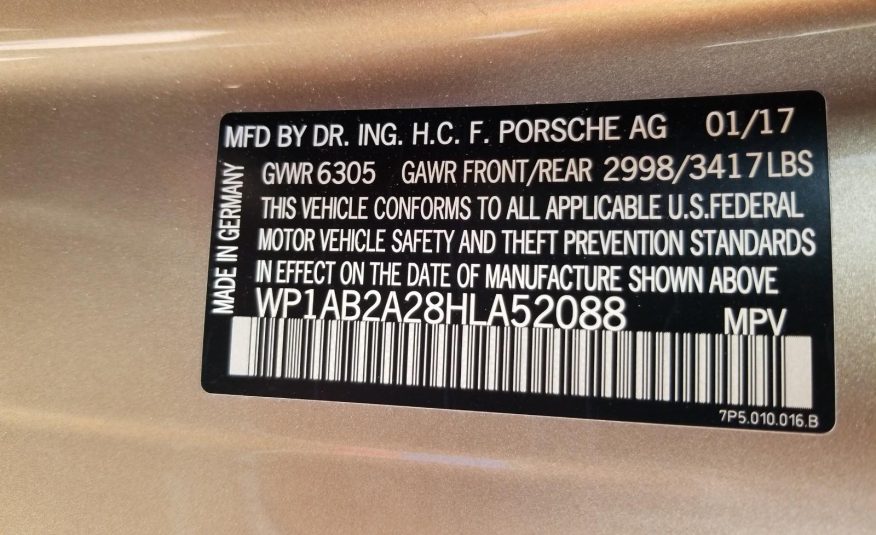 MFD BY DR. ING. H.C. F. PORSCHE AG 01/17
GVWR 6305 GAWR FRONT/REAR 2998/3417LBS
THIS VEHICLE CONFORMS TO ALL APPLICABLE U.S.FEDERAL
MOTOR VEHICLE SAFETY AND THEFT PREVENTION STANDARDS
IN EFFECT ON THE DATE OF MANUFACTURE SHOWN ABOVE
WP1AB2A28HLA52088 MPV
7P5.010.016.B
MADE IN GERMANY